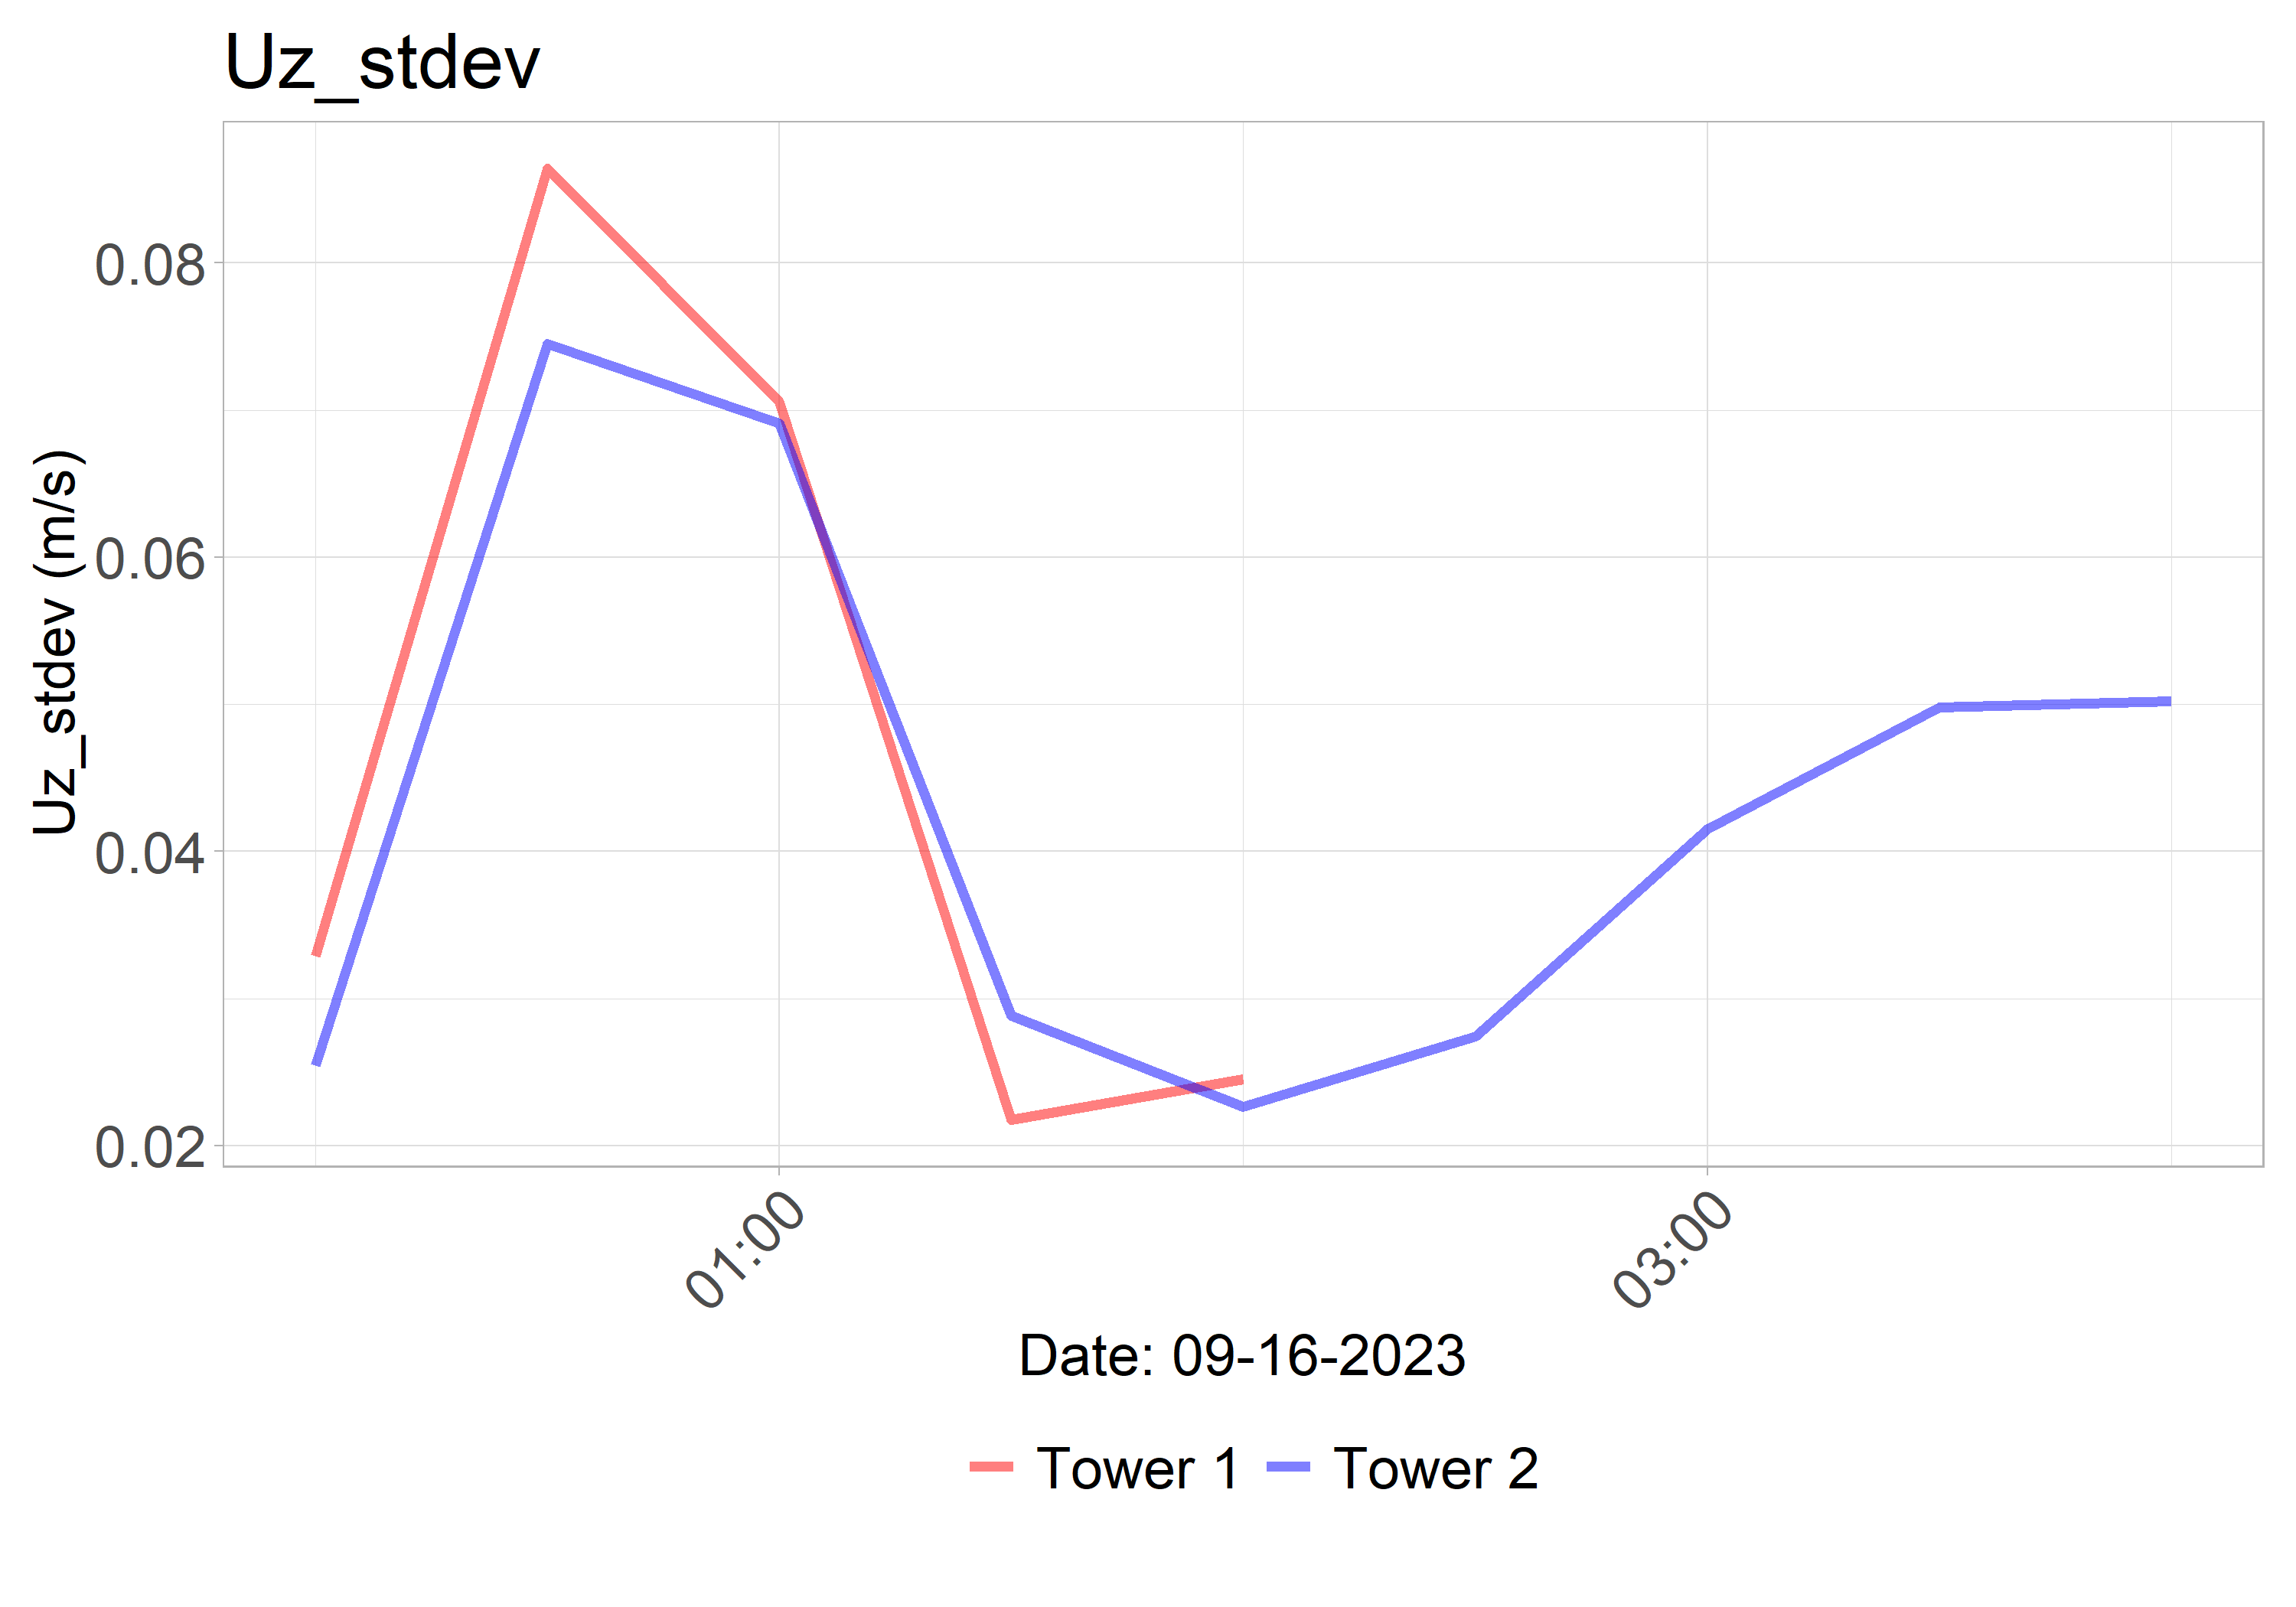 Uz_stdev
Uz_stdev (m/s)
0.08
0.06
0.04
0.02
01:00
03:00
Date: 09-16-2023
Tower 1
Tower 2